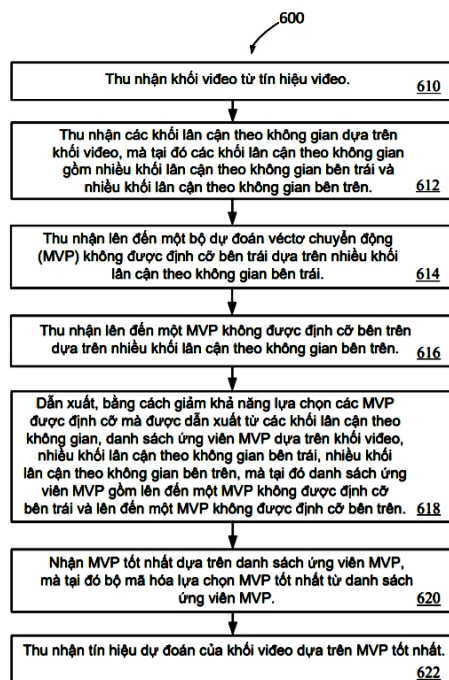 600
Thu nhận khối viđeo từ tín hiệu viđeo.
610
Thu nhận các khối lân cận theo không gian dựa trên
khối viđeo, mà tại đó các khối lân cận theo không gian
gồm nhiều khối lân cận theo không gian bên trái và
nhiều khối lân cận theo không gian bên trên.
612
Thu nhận lên đến một bộ dự đoán véctơ chuyển động
(MVP) không được định cỡ bên trái dựa trên nhiều khối
lân cận theo không gian bên trái.
614
Thu nhận lên đến một MVP không được định cỡ bên trên
dựa trên nhiều khối lân cận theo không gian bên trên.
616
Dẫn xuất, bằng cách giảm khả năng lựa chọn các MVP
được định cỡ mà được dẫn xuất từ các khối lân cận theo
không gian, danh sách ứng viên MVP dựa trên khối viđeo,
nhiều khối lân cận theo không gian bên trái, nhiều khối
lân cận theo không gian bên trên, mà tại đó danh sách ứng
viên MVP gồm lên đến một MVP không được định cỡ
bên trái và lên đến một MVP không được định cỡ bên trên.
618
Nhận MVP tốt nhất dựa trên danh sách ứng viên MVP,
mà tại đó bộ mã hóa lựa chọn MVP tốt nhất từ danh sách
ứng viên MVP.
620
Thu nhận tín hiệu dự đoán của khối viđeo dựa trên MVP tốt nhất.
622